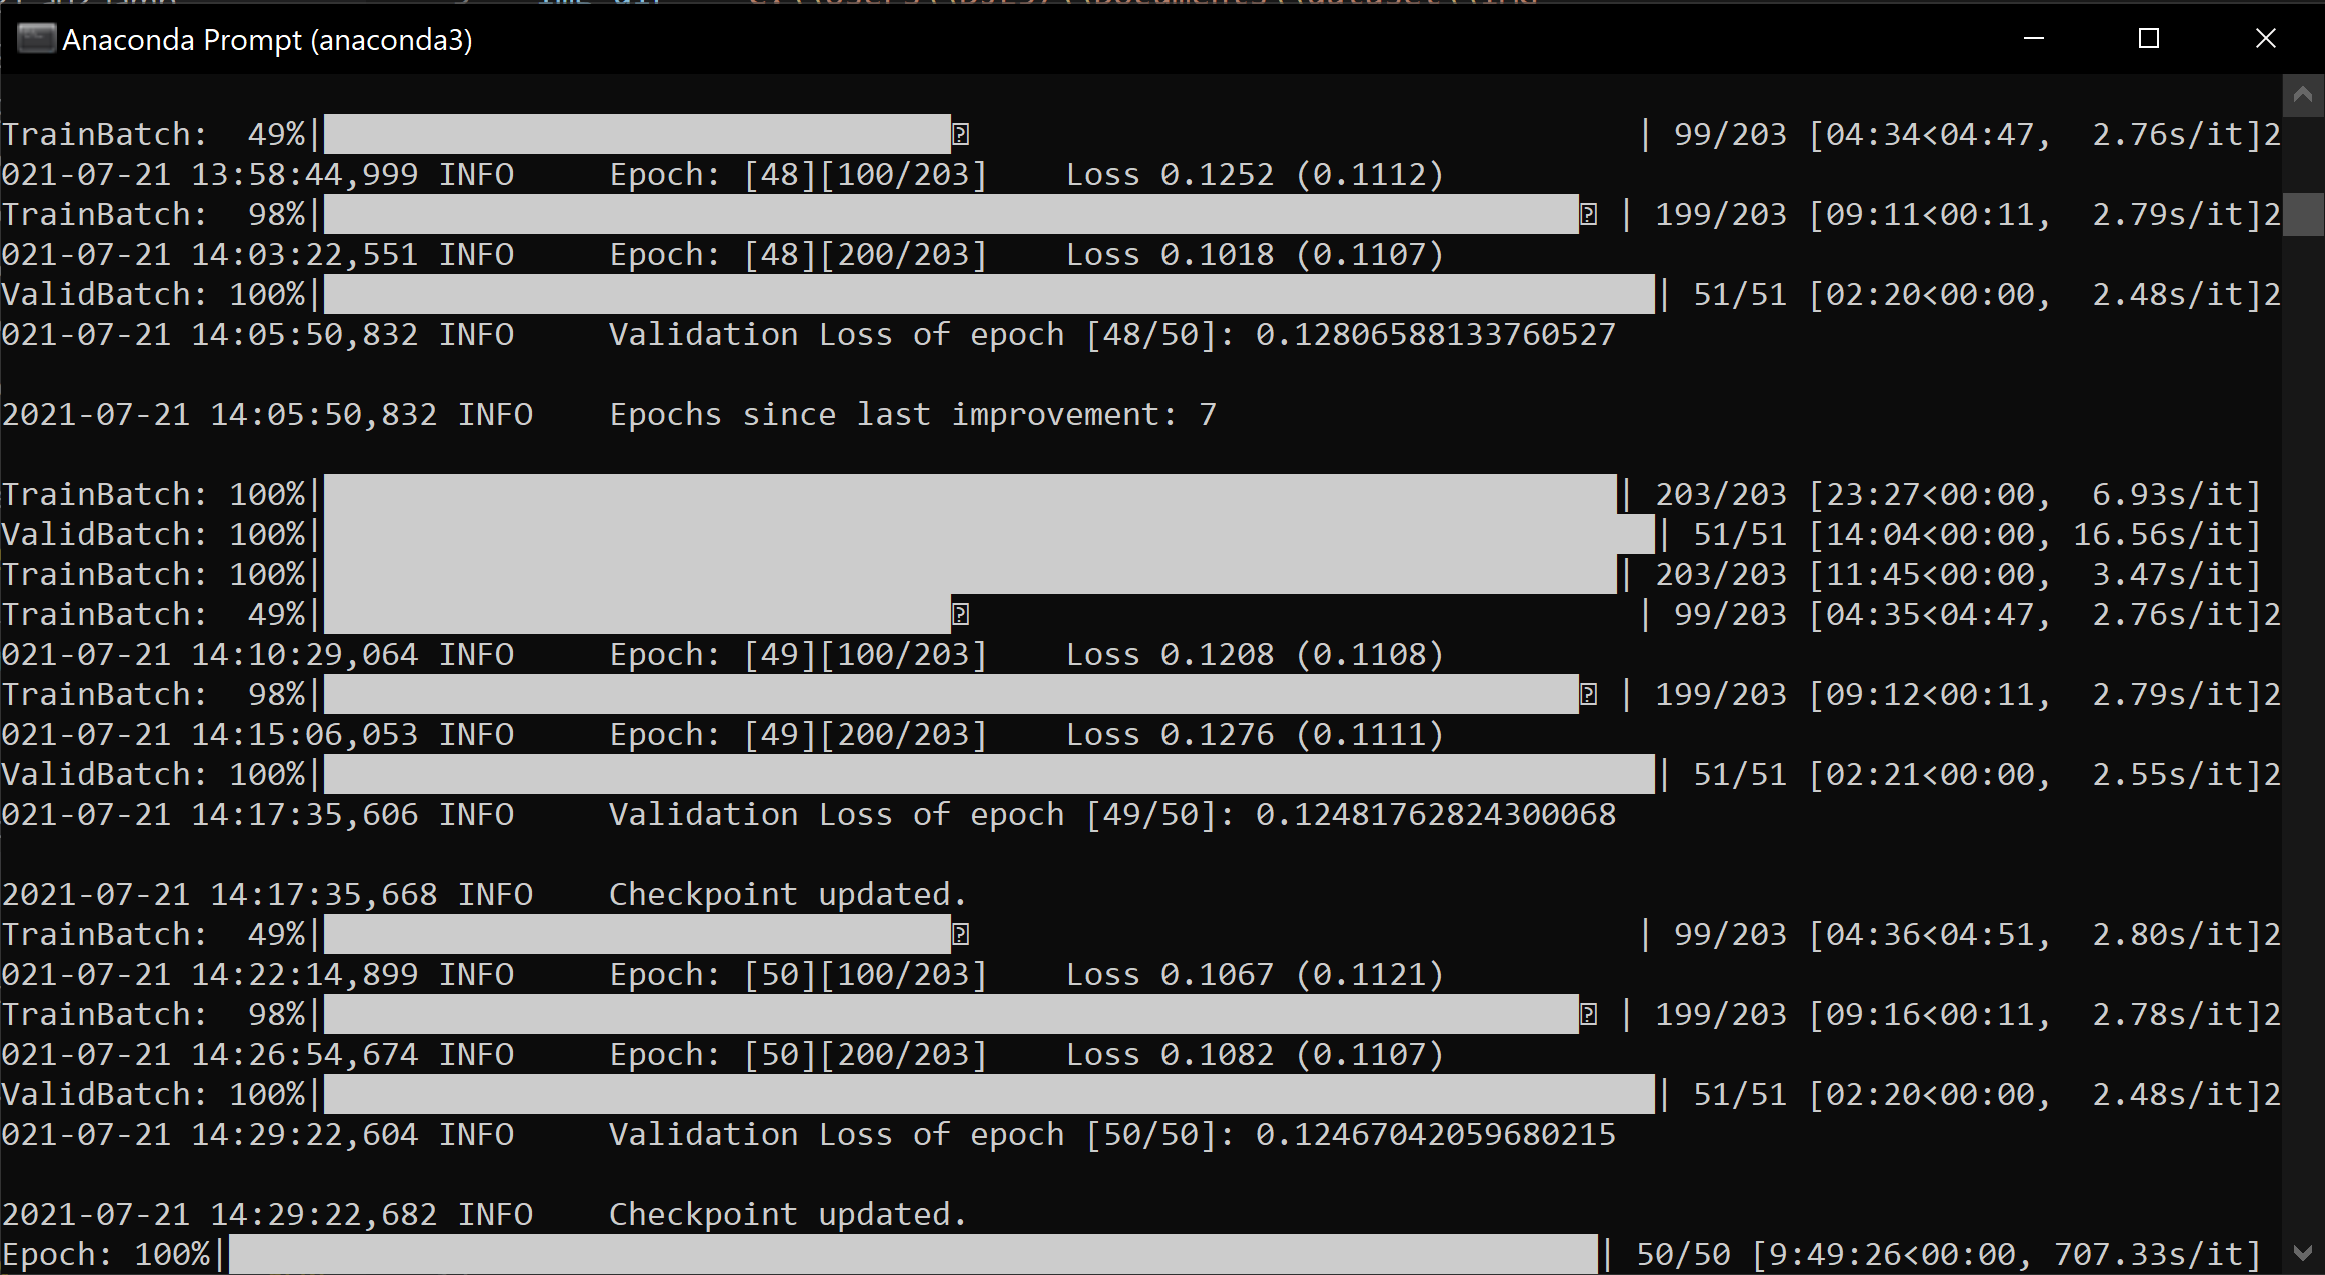 Anaconda Prompt (anaconda3)
TrainBatch:  49%| | 99/203 [04:34<04:47,  2.76s/it]2
021-07-21 13:58:44,999 INFO     Epoch: [48][100/203]    Loss 0.1252 (0.1112)
TrainBatch:  98%| | 199/203 [09:11<00:11,  2.79s/it]2
021-07-21 14:03:22,551 INFO     Epoch: [48][200/203]    Loss 0.1018 (0.1107)
ValidBatch: 100%| | 51/51 [02:20<00:00,  2.48s/it]2
021-07-21 14:05:50,832 INFO     Validation Loss of epoch [48/50]: 0.12806588133760527
2021-07-21 14:05:50,832 INFO    Epochs since last improvement: 7
TrainBatch: 100%| | 203/203 [23:27<00:00,  6.93s/it]
ValidBatch: 100%| | 51/51 [14:04<00:00, 16.56s/it]
TrainBatch: 100%| | 203/203 [11:45<00:00,  3.47s/it]
TrainBatch:  49%| | 99/203 [04:35<04:47,  2.76s/it]2
021-07-21 14:10:29,064 INFO     Epoch: [49][100/203]    Loss 0.1208 (0.1108)
TrainBatch:  98%| | 199/203 [09:12<00:11,  2.79s/it]2
021-07-21 14:15:06,053 INFO     Epoch: [49][200/203]    Loss 0.1276 (0.1111)
ValidBatch: 100%| | 51/51 [02:21<00:00,  2.55s/it]2
021-07-21 14:17:35,606 INFO     Validation Loss of epoch [49/50]: 0.12481762824300068
2021-07-21 14:17:35,668 INFO    Checkpoint updated.
TrainBatch:  49%| | 99/203 [04:36<04:51,  2.80s/it]2
021-07-21 14:22:14,899 INFO     Epoch: [50][100/203]    Loss 0.1067 (0.1121)
TrainBatch:  98%| | 199/203 [09:16<00:11,  2.78s/it]2
021-07-21 14:26:54,674 INFO     Epoch: [50][200/203]    Loss 0.1082 (0.1107)
ValidBatch: 100%| | 51/51 [02:20<00:00,  2.48s/it]2
021-07-21 14:29:22,604 INFO     Validation Loss of epoch [50/50]: 0.12467042059680215
2021-07-21 14:29:22,682 INFO    Checkpoint updated.
Epoch: 100%| | 50/50 [9:49:26<00:00, 707.33s/it]